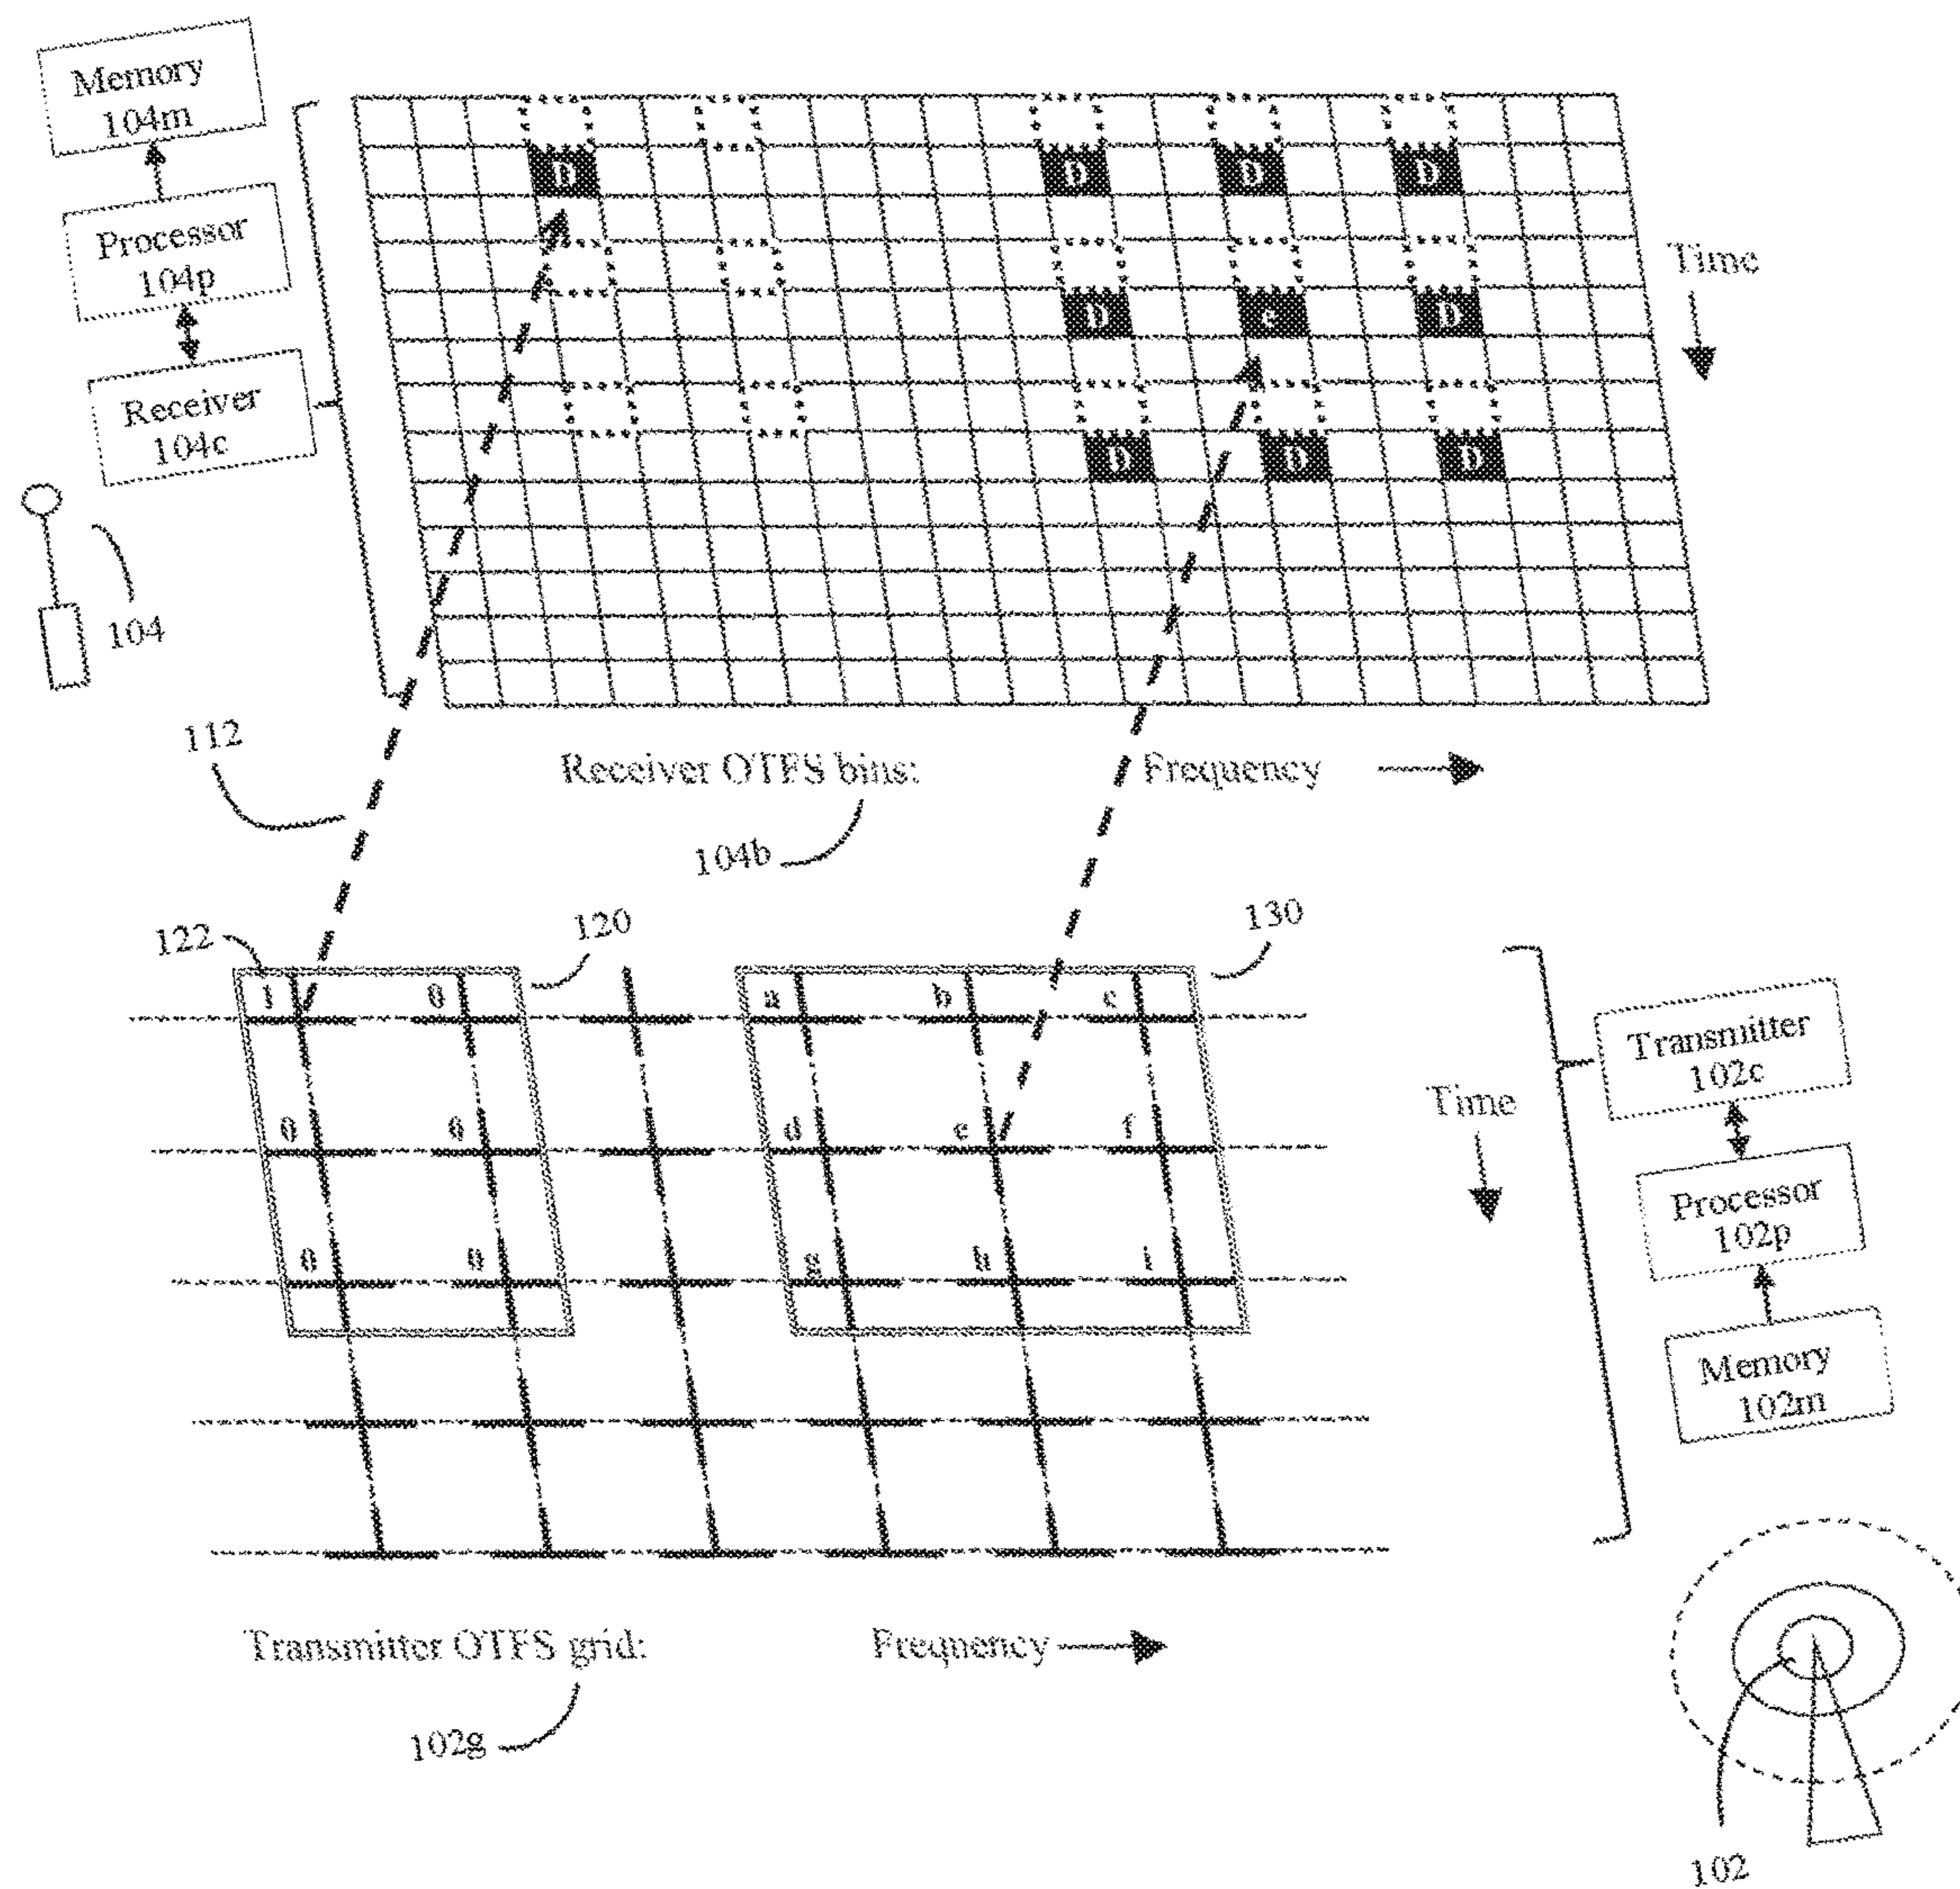 Memory
104m
Processor
104p
Receiver
104c
104
D D D D
D e D
D D D
Time
112
Receiver OTFS bins: Frequency
104b
122
120
130
1 0 a b c
0 0 d e f
0 0 g h i
Time
Transmitter
102c
Processor
102p
Memory
102m
Transmitter OTFS grid: Frequency
102g
102